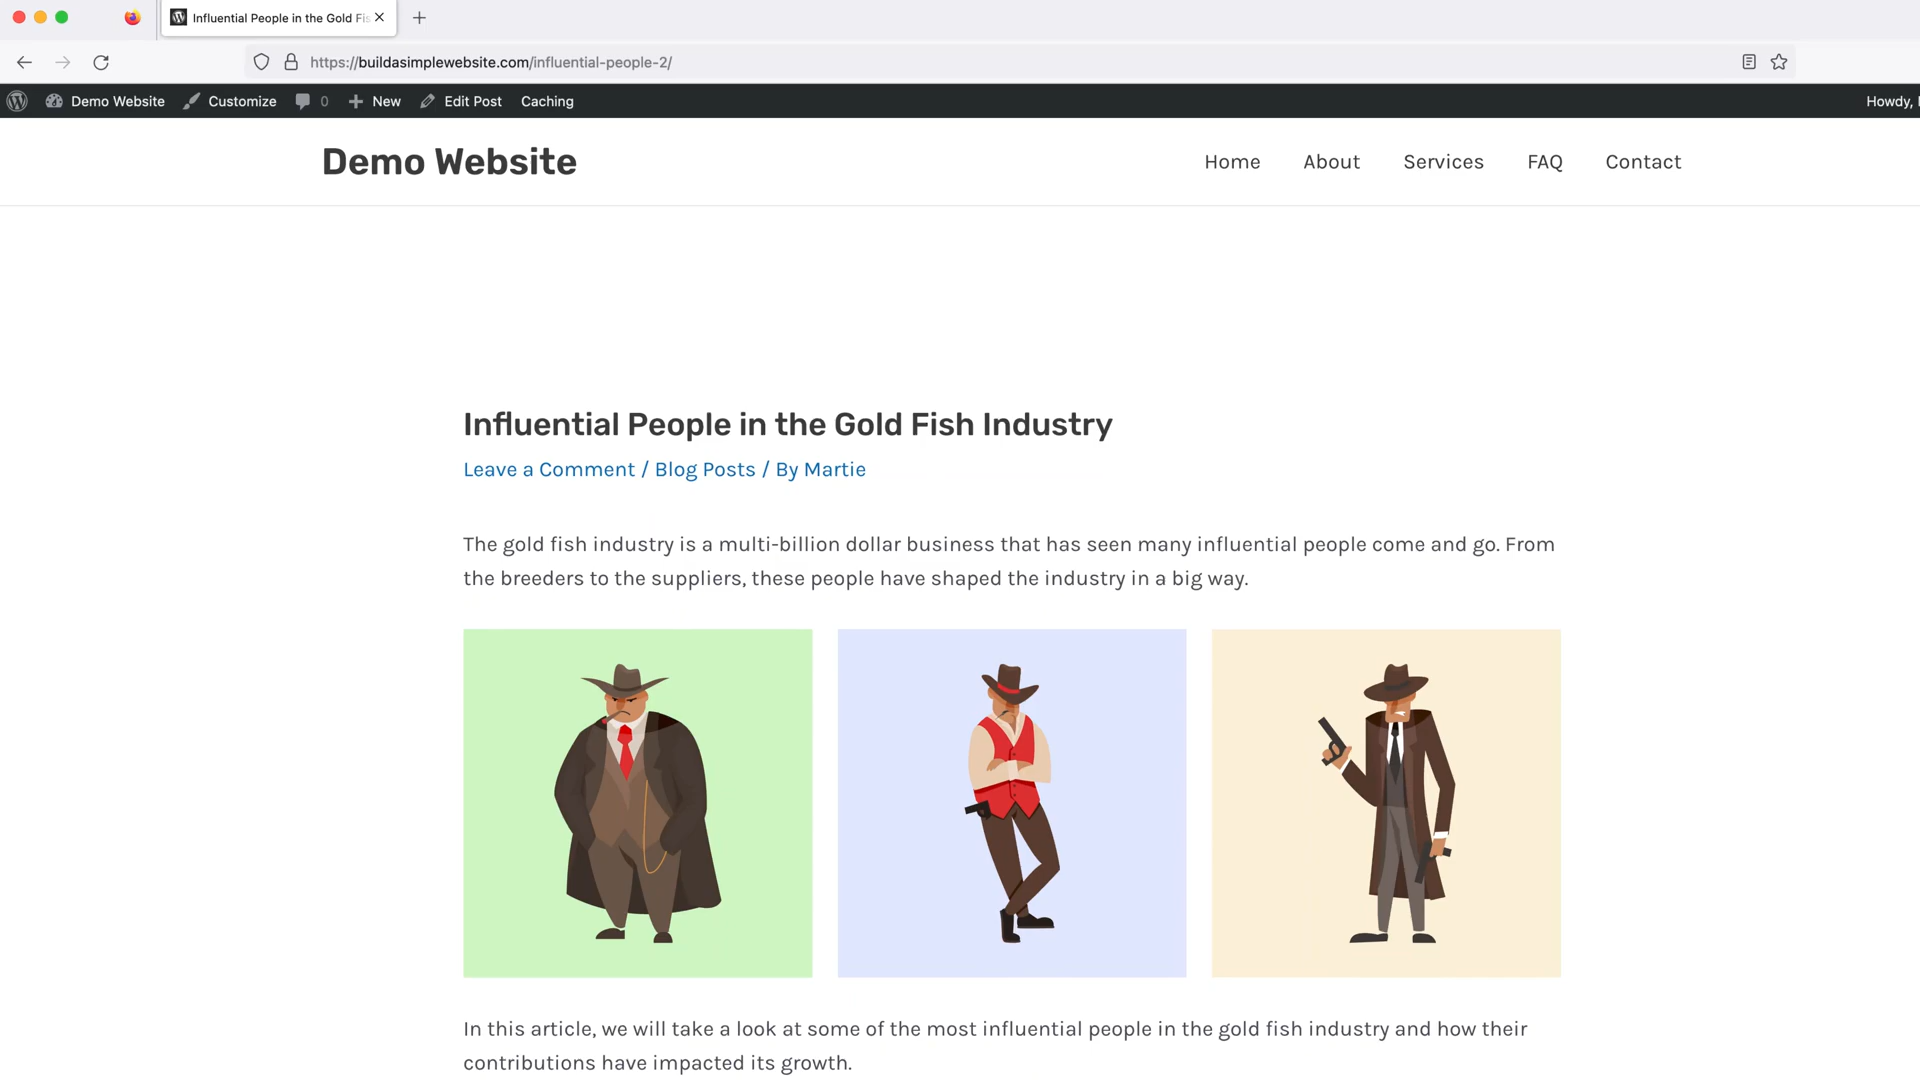 Influential People in the Gold Fis
https://buildasimplewebsite.com/influential-people-2/
Demo Website Customize 0 New Edit Post Caching Howdy,
Demo Website Home About Services FAQ Contact
Influential People in the Gold Fish Industry
Leave a Comment / Blog Posts / By Martie
The gold fish industry is a multi-billion dollar business that has seen many influential people come and go. From
the breeders to the suppliers, these people have shaped the industry in a big way.
In this article, we will take a look at some of the most influential people in the gold fish industry and how their
contributions have impacted its growth.